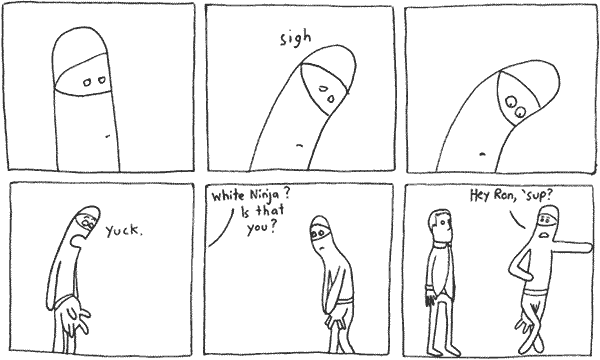 sigh
Yuck.
White Ninja?
Is that
you?
Hey Ron, 'sup?